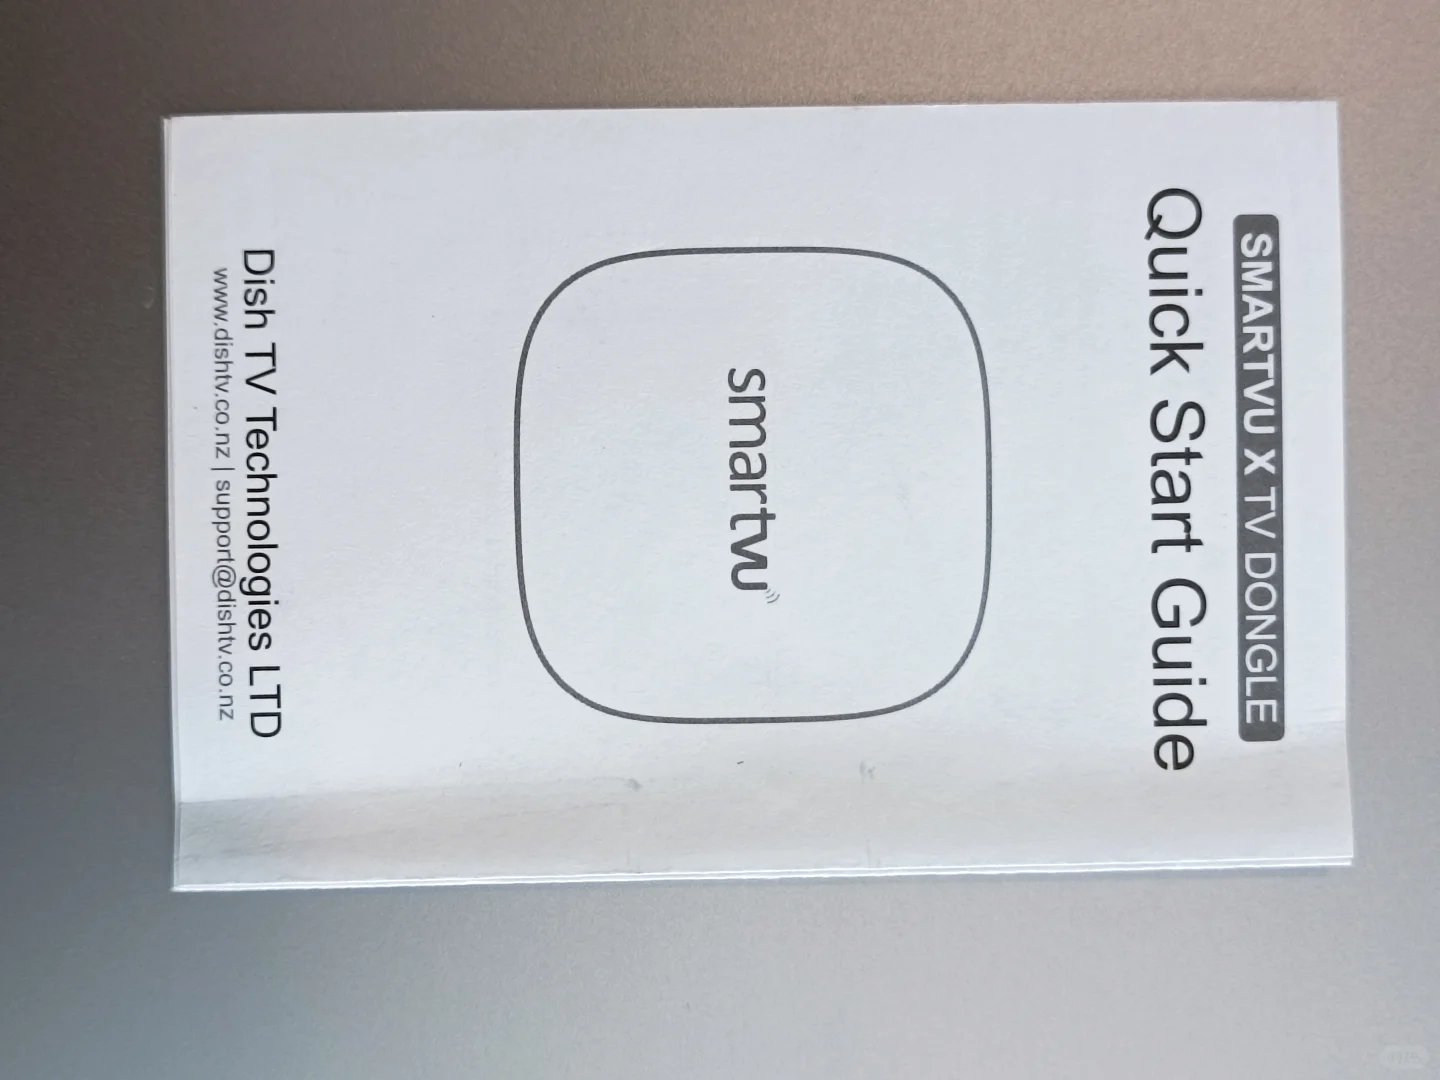 SMARTVU X TV DONGLE
Quick Start Guide
smartvu
Dish TV Technologies LTD
www.dishtv.co.nz | support@dishtv.co.nz